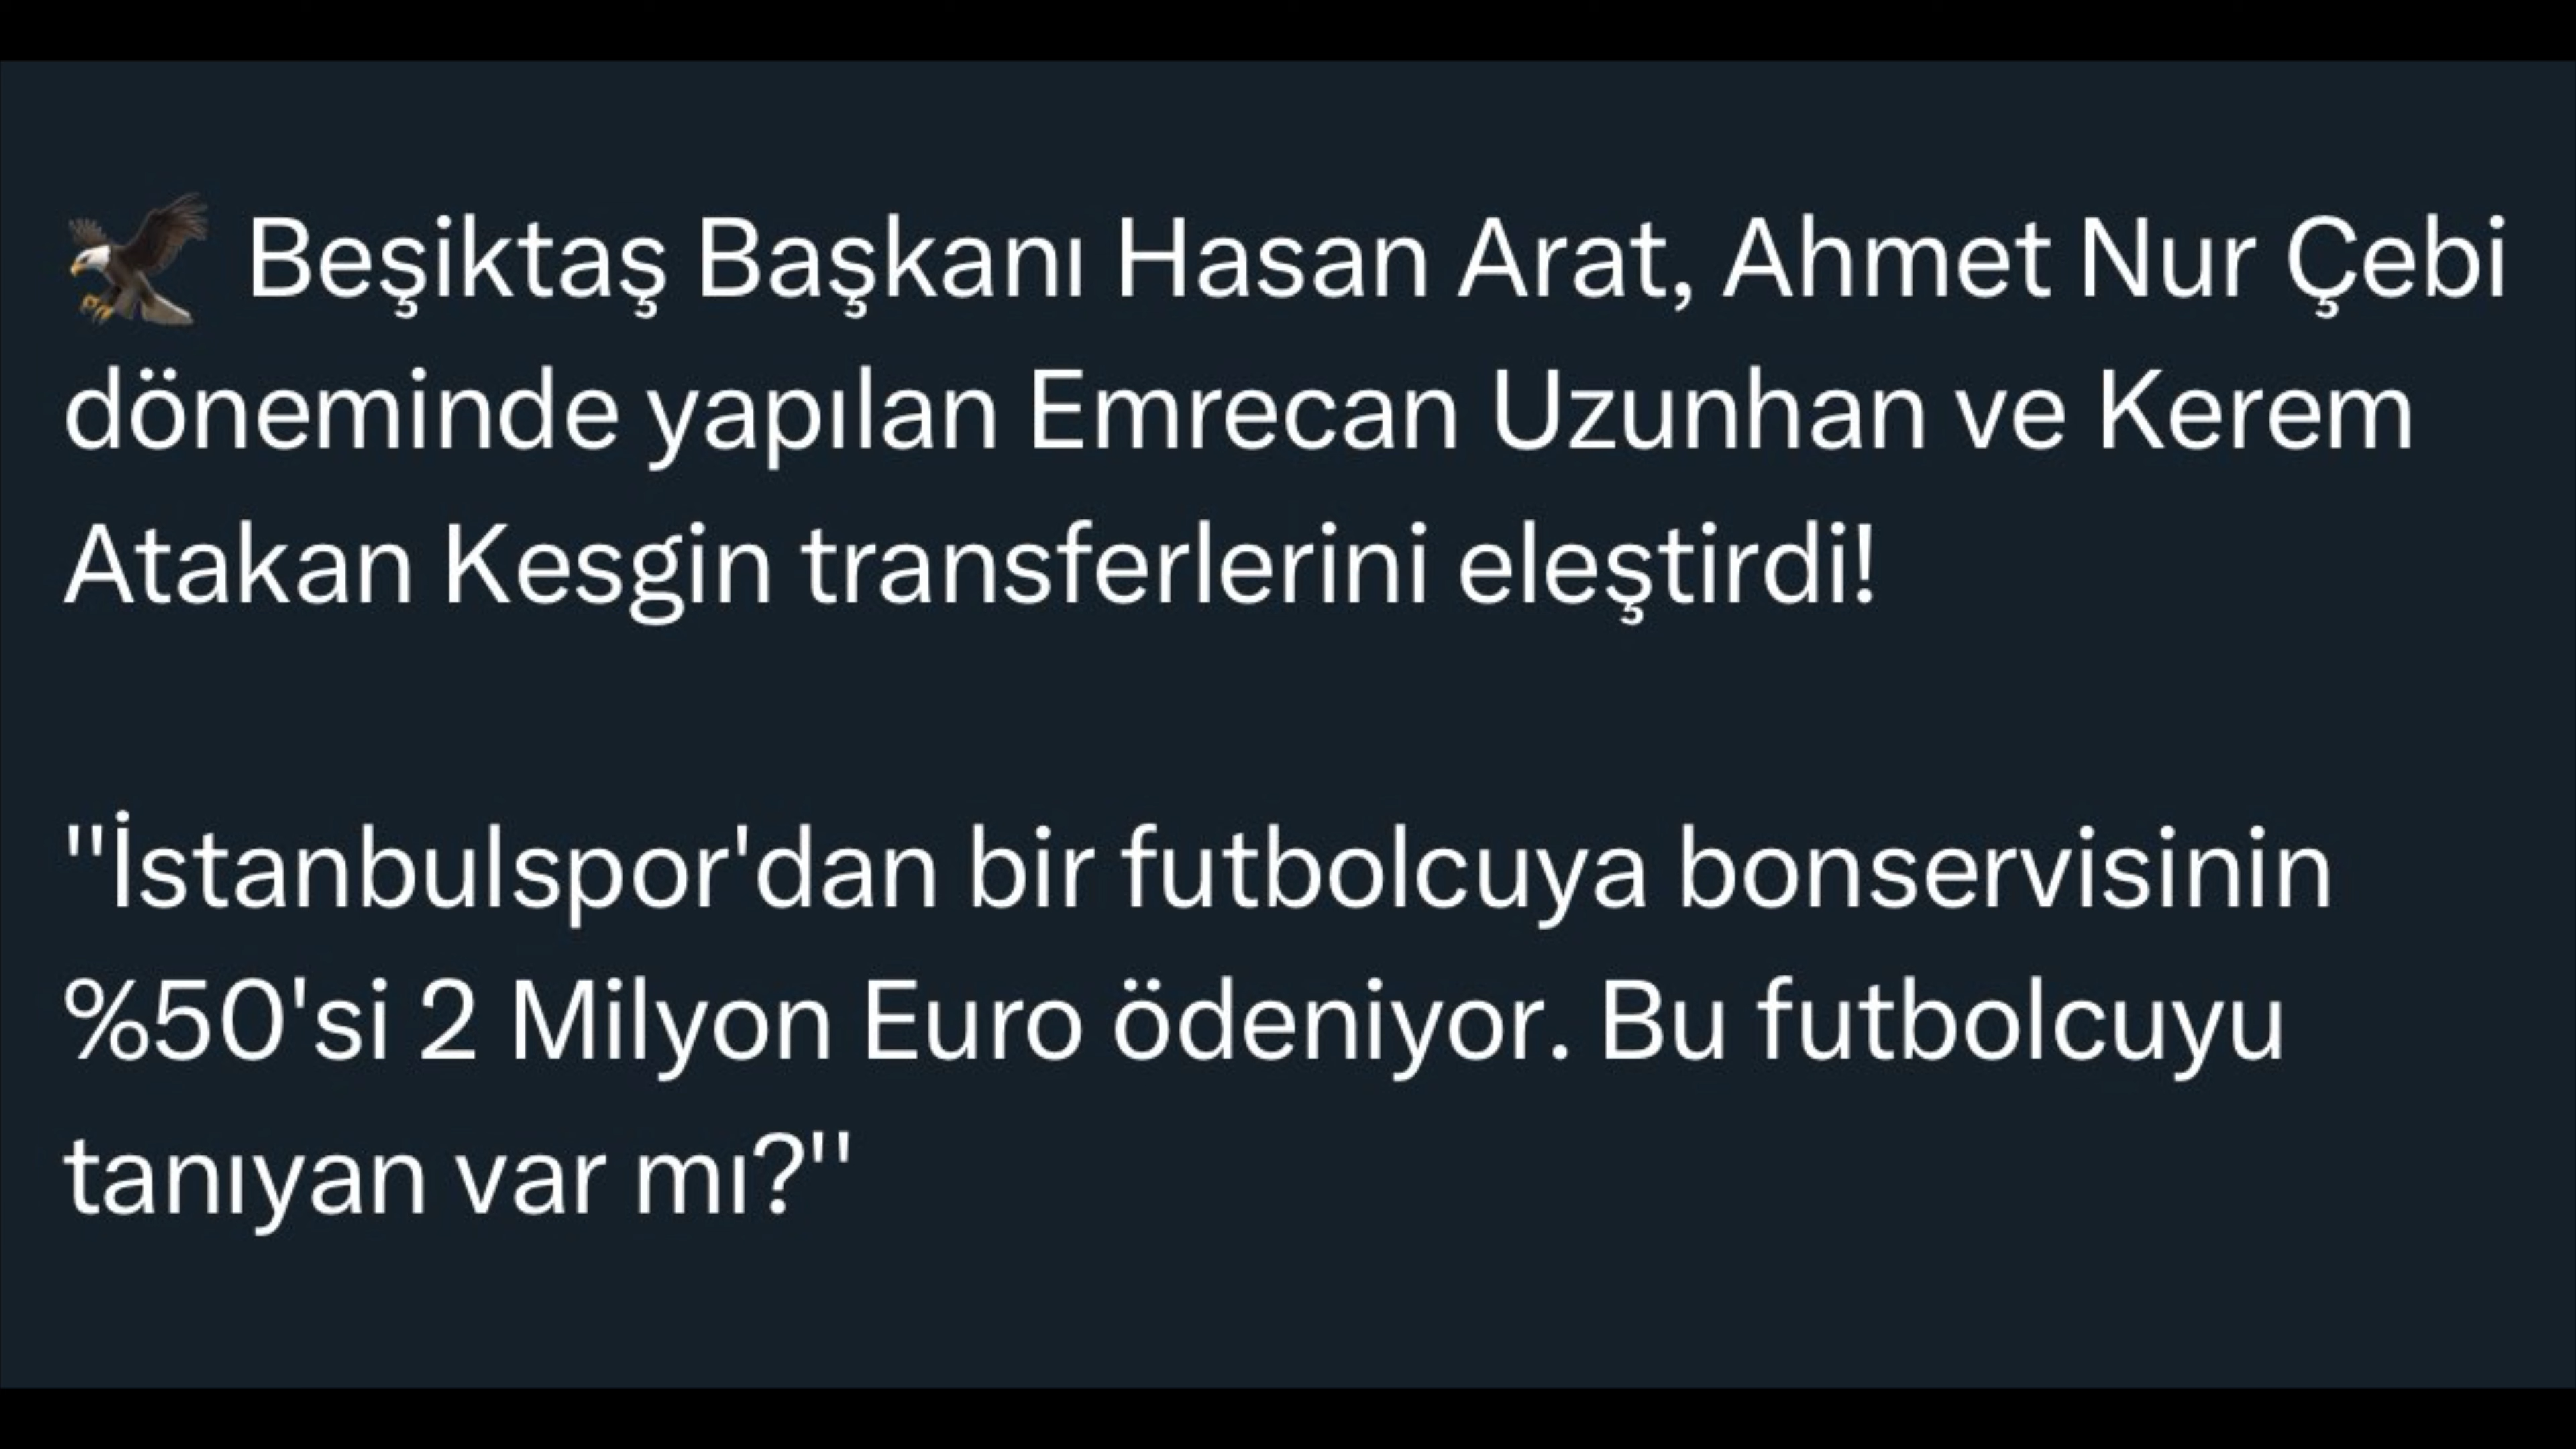 🦅 Beşiktaş Başkanı Hasan Arat, Ahmet Nur Çebi
döneminde yapılan Emrecan Uzunhan ve Kerem
Atakan Kesgin transferlerini eleştirdi!
"İstanbulspor'dan bir futbolcuya bonservisinin
%50'si 2 Milyon Euro ödeniyor. Bu futbolcuyu
tanıyan var mı?"